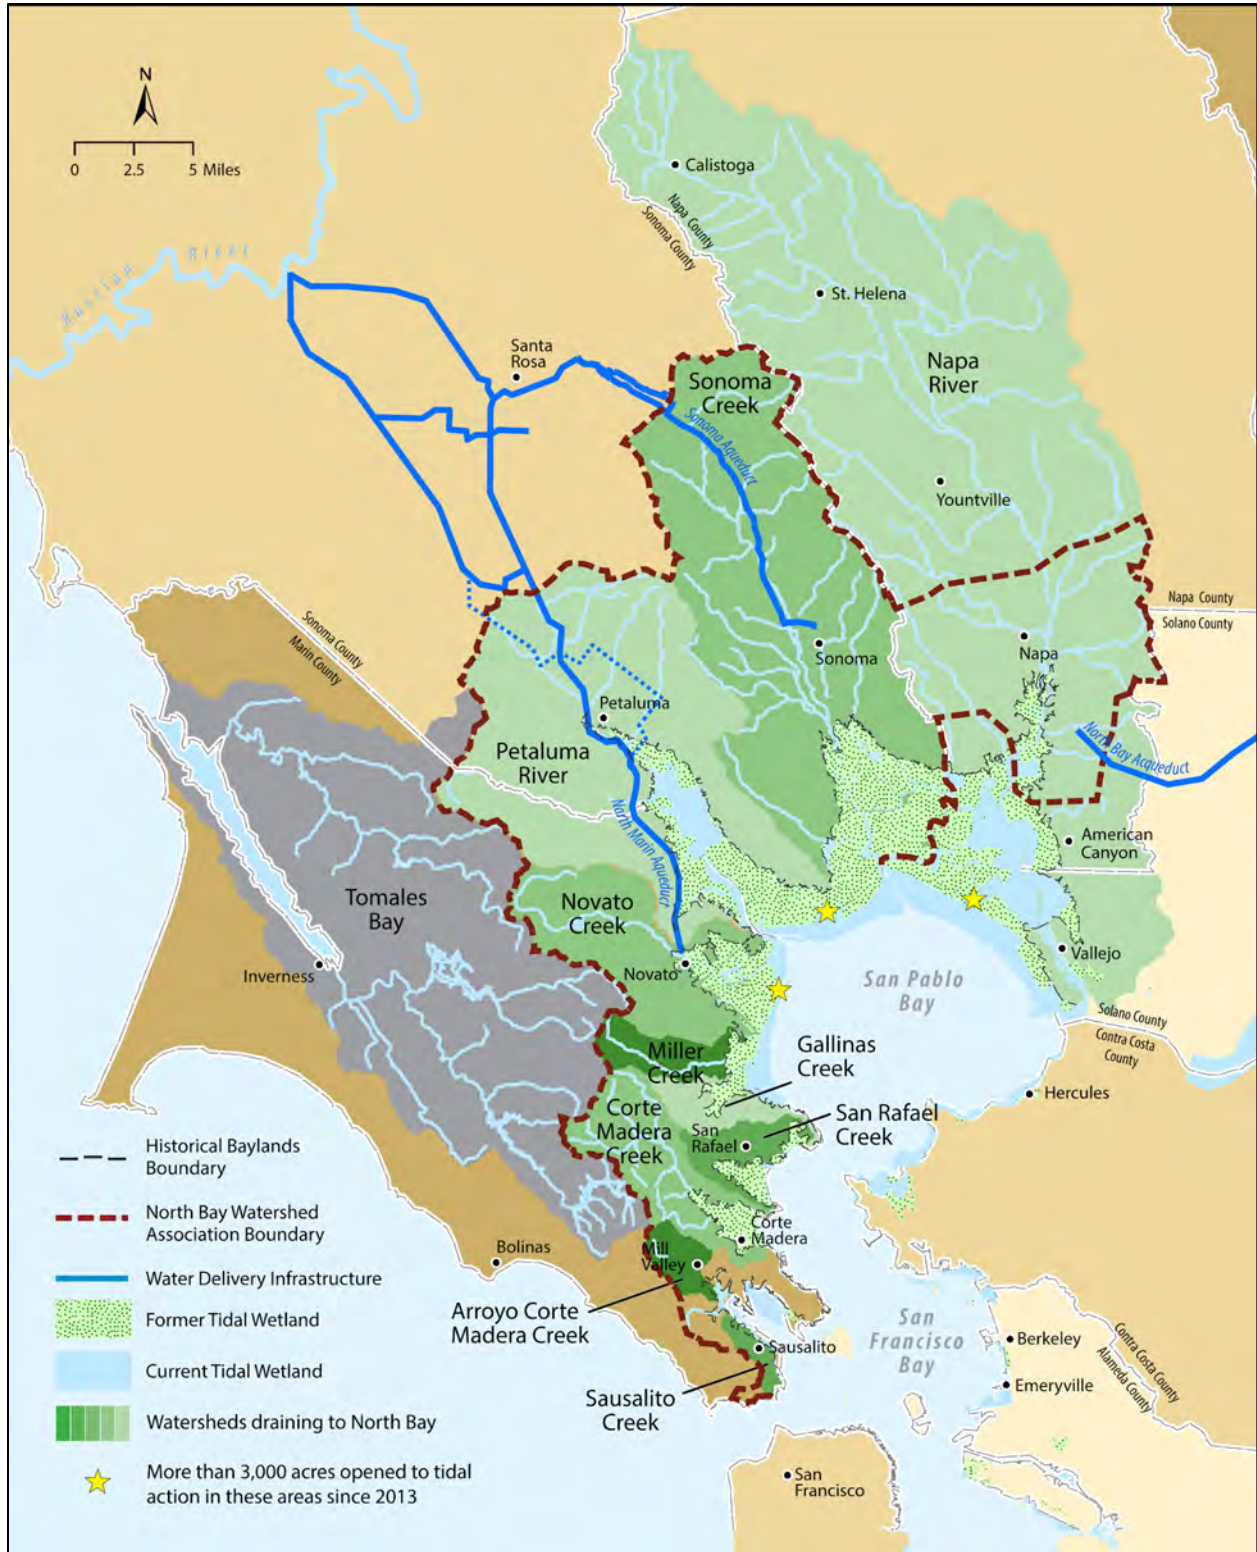 N
0 2.5 5 Miles
Russian River
Calistoga
Napa County
Sonoma County
St. Helena
Santa
Rosa
Napa
River
Sonoma
Creek
Sonoma Aqueduct
Yountville
Napa County
Solano County
Sonoma County
Marin County
Napa
Sonoma
Petaluma
Petaluma
River
North Bay Acqueduct
North Marin Aqueduct
American
Canyon
Tomales
Bay
Novato
Creek
Vallejo
Inverness
Novato
San Pablo
Bay
Solano County
Contra Costa
County
Miller
Creek
Gallinas
Creek
Hercules
Corte
Madera
Creek
San
Rafael
San Rafael
Creek
Historical Baylands
Boundary
North Bay Watershed
Association Boundary
Corte
Madera
Bolinas
Mill
Valley
Water Delivery Infrastructure
Arroyo Corte
Madera Creek
Former Tidal Wetland
San
Francisco
Bay
Berkeley
Contra Costa County
Alameda County
Sausalito
Current Tidal Wetland
Emeryville
Sausalito
Creek
Watersheds draining to North Bay
More than 3,000 acres opened to tidal
action in these areas since 2013
San
Francisco